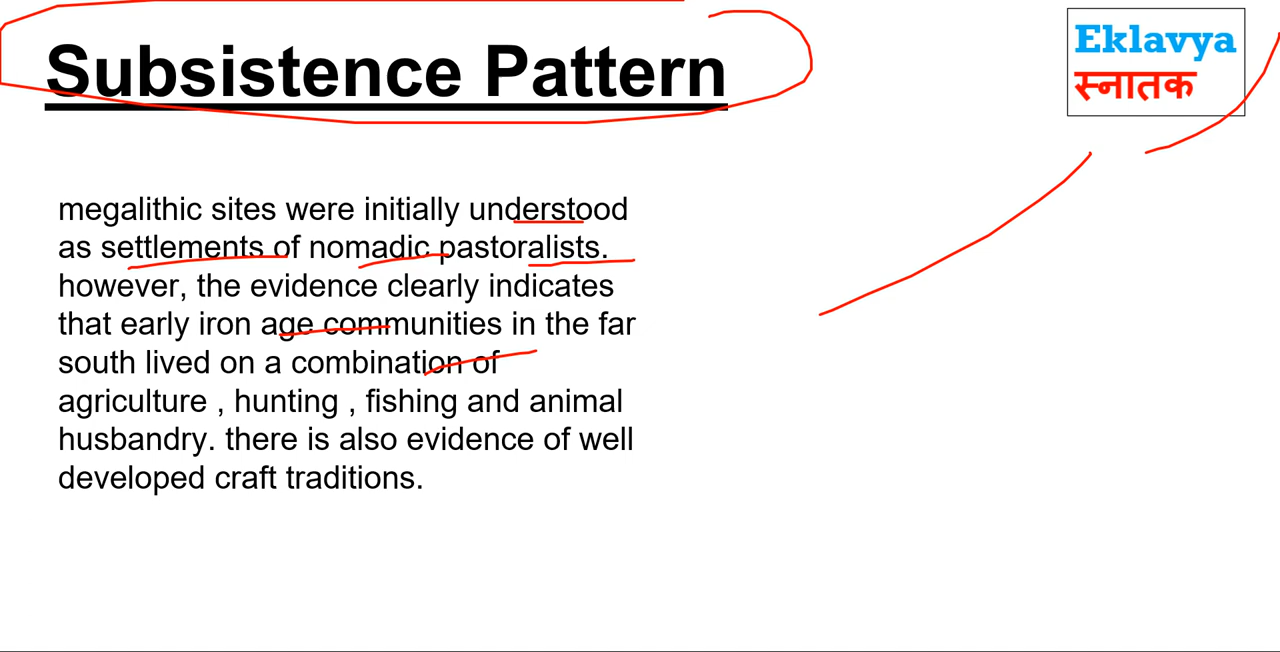 Subsistence Pattern
Eklavya
स्नातक
megalithic sites were initially understood
as settlements of nomadic pastoralists.
however, the evidence clearly indicates
that early iron age communities in the far
south lived on a combination of
agriculture , hunting , fishing and animal
husbandry. there is also evidence of well
developed craft traditions.